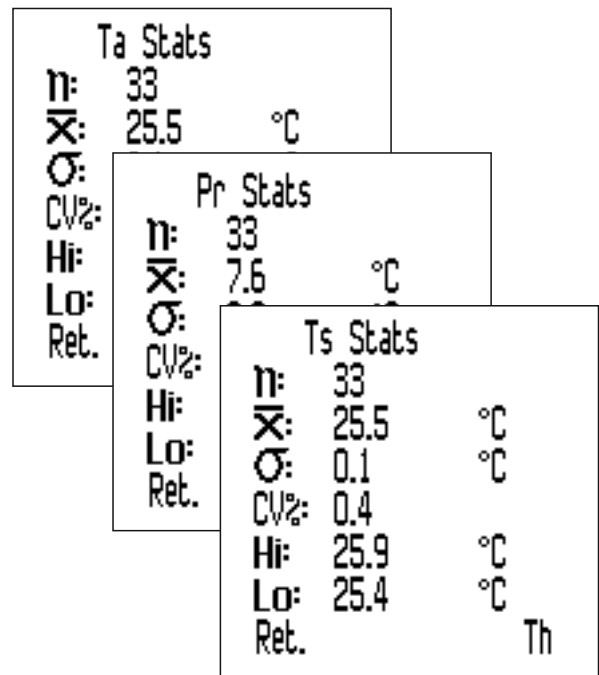 Ta Stats
n: 33
x̅: 25.5 °C
σ:
CV%:
Hi:
Lo:
Ret.
Pr Stats
n: 33
x̅: 7.6 °C
σ:
CV%:
Hi:
Lo:
Ret.
Ts Stats
n: 33
x̅: 25.5 °C
σ: 0.1 °C
CV%: 0.4
Hi: 25.9 °C
Lo: 25.4 °C
Ret. Th